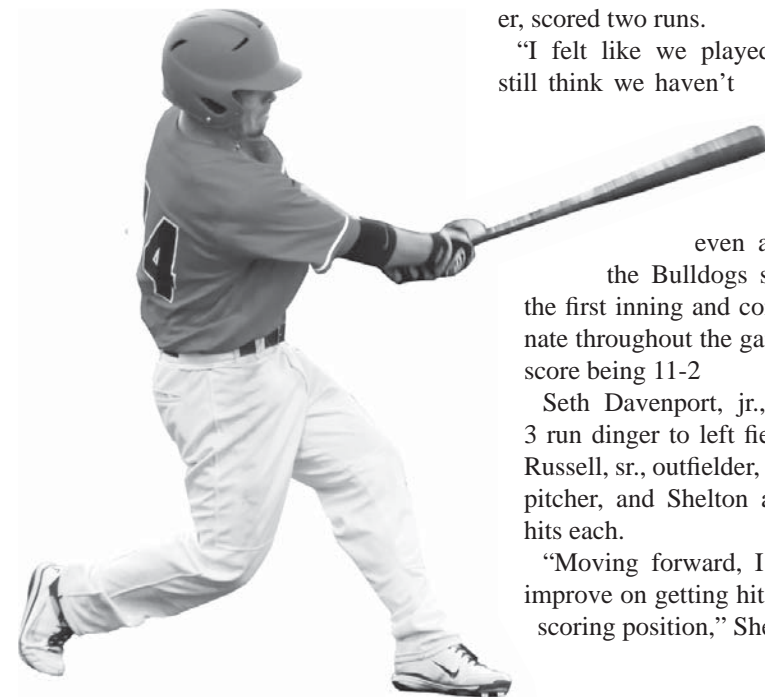 er, scored two runs.
“I felt like we played
still think we haven’t
even a
the Bulldogs s
the first inning and co
nate throughout the ga
score being 11-2
Seth Davenport, jr.,
3 run dinger to left fie
Russell, sr., outfielder,
pitcher, and Shelton a
hits each.
“Moving forward, I
improve on getting hit
scoring position,” She
4